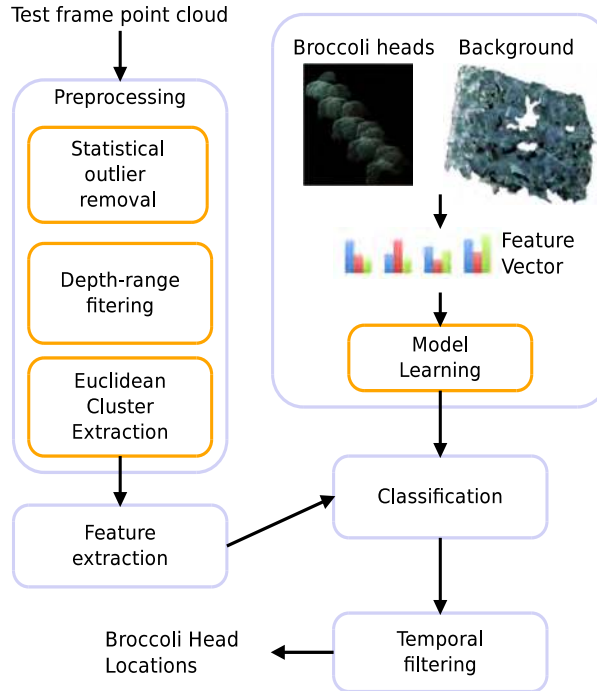 Test frame point cloud
Preprocessing
Statistical
outlier
removal
Depth-range
fitering
Euclidean
Cluster
Extraction
Feature
extraction
Broccoli heads
Background
Feature
Vector
Model
Learning
Classification
Temporal
filtering
Broccoli Head
Locations